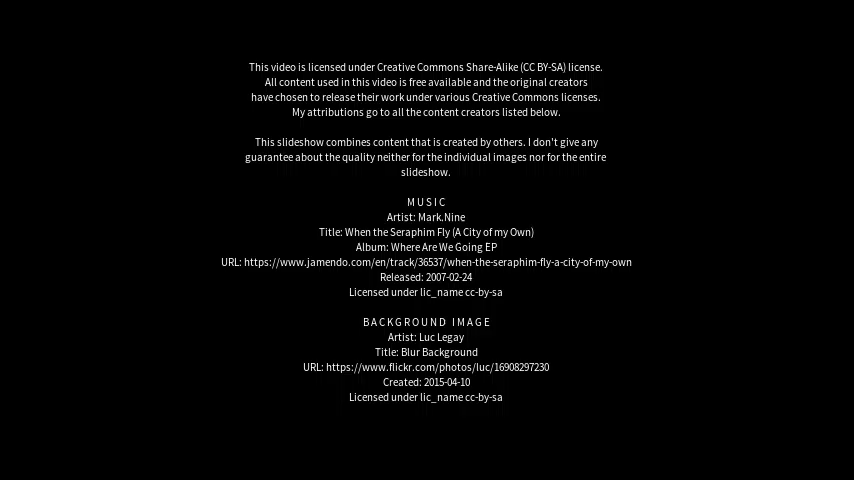 This video is licensed under Creative Commons Share-Alike (CC BY-SA) license.
All content used in this video is free available and the original creators
have chosen to release their work under various Creative Commons licenses.
My attributions go to all the content creators listed below.
This slideshow combines content that is created by others. I don't give any
guarantee about the quality neither for the individual images nor for the entire
slideshow.
MUSIC
Artist: Mark.Nine
Title: When the Seraphim Fly (A City of my Own)
Album: Where Are We Going EP
URL: https://www.jamendo.com/en/track/36537/when-the-seraphim-fly-a-city-of-my-own
Released: 2007-02-24
Licensed under lic_name cc-by-sa
BACKGROUND IMAGE
Artist: Luc Legay
Title: Blur Background
URL: https://www.flickr.com/photos/luc/16908297230
Created: 2015-04-10
Licensed under lic_name cc-by-sa